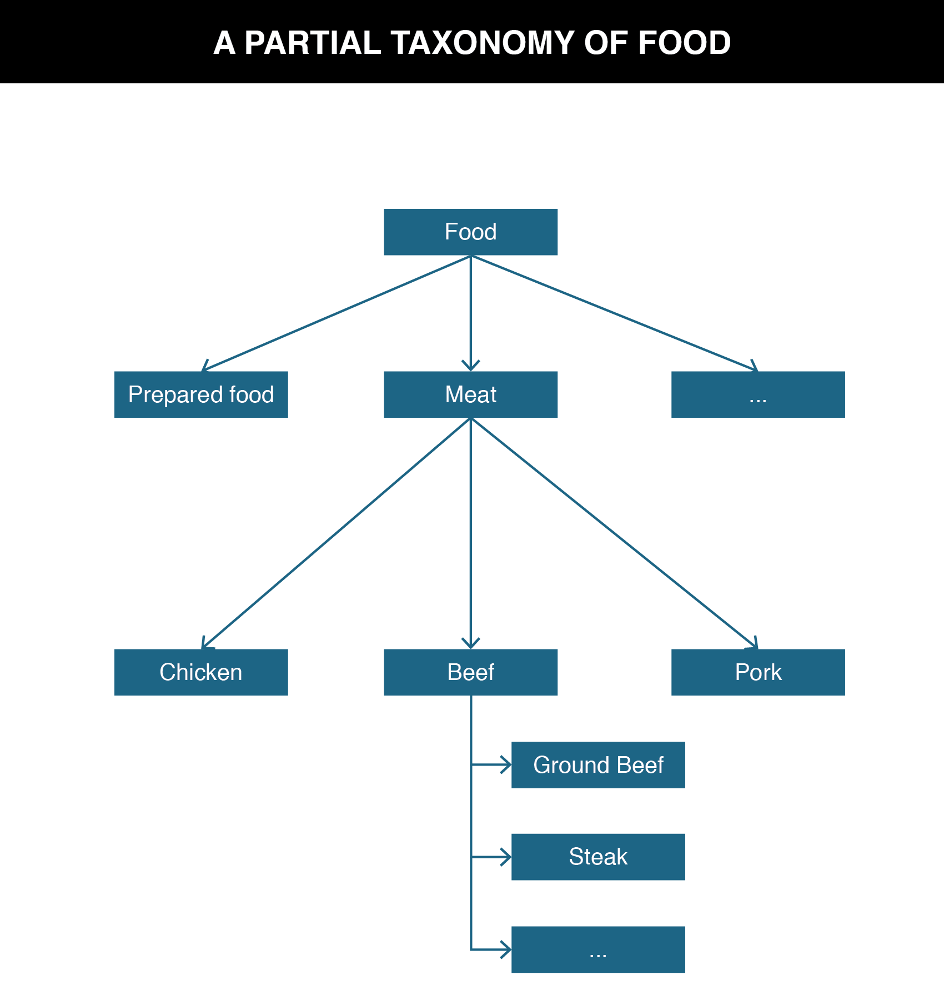 A PARTIAL TAXONOMY OF FOOD
Food
Prepared food
Meat
...
Chicken
Beef
Pork
Ground Beef
Steak
...